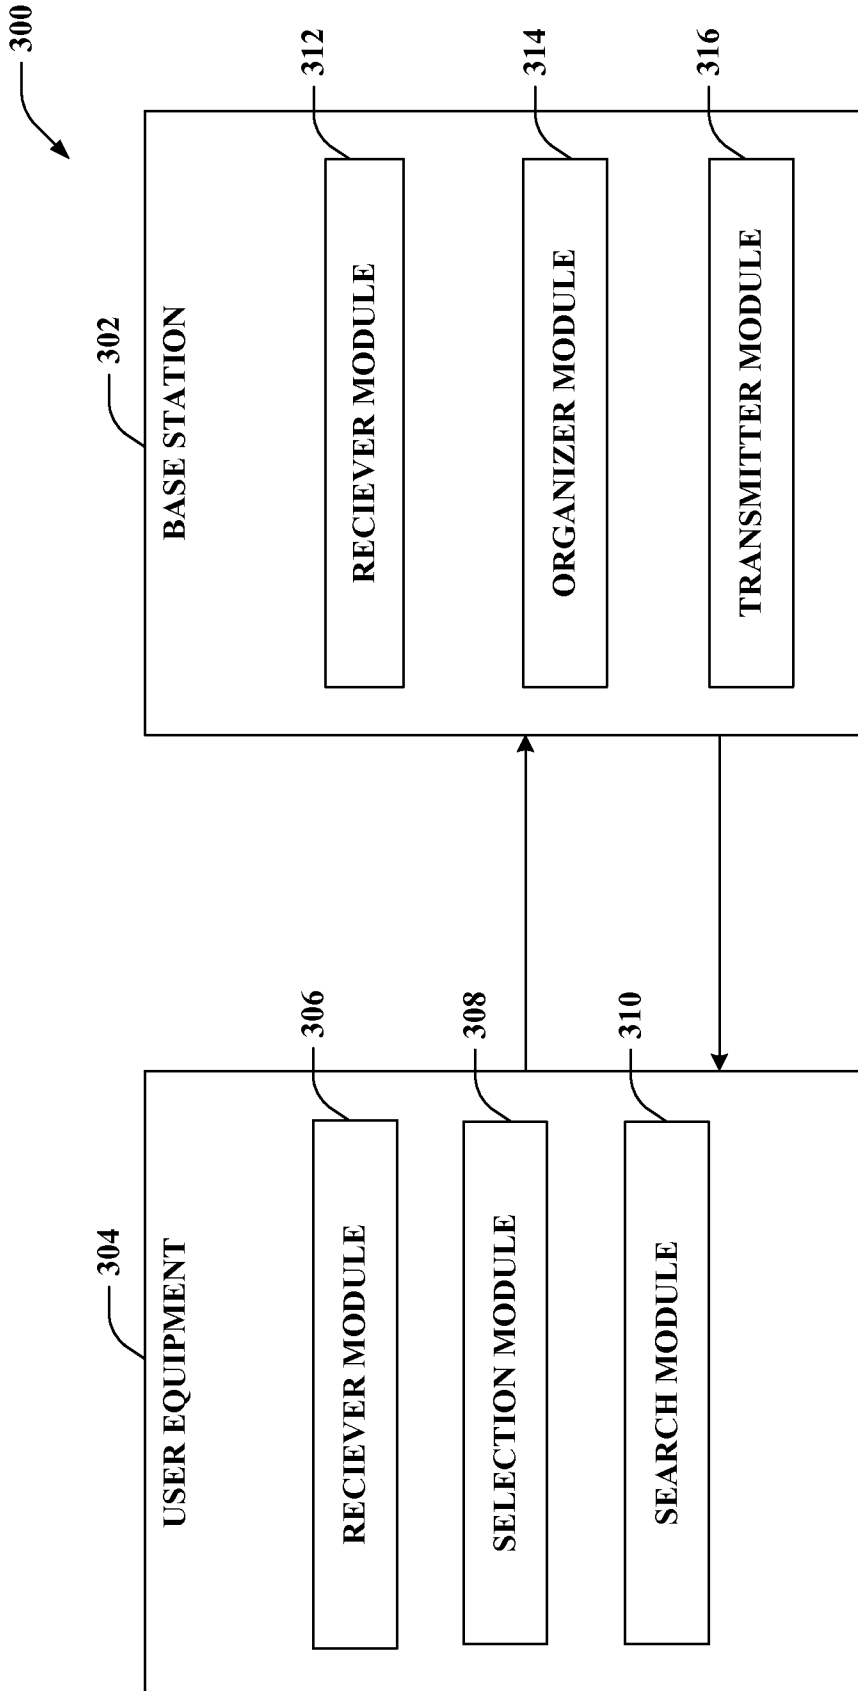 300
304
302
USER EQUIPMENT
BASE STATION
306
RECIEVER MODULE
308
SELECTION MODULE
310
SEARCH MODULE
312
RECIEVER MODULE
314
ORGANIZER MODULE
316
TRANSMITTER MODULE